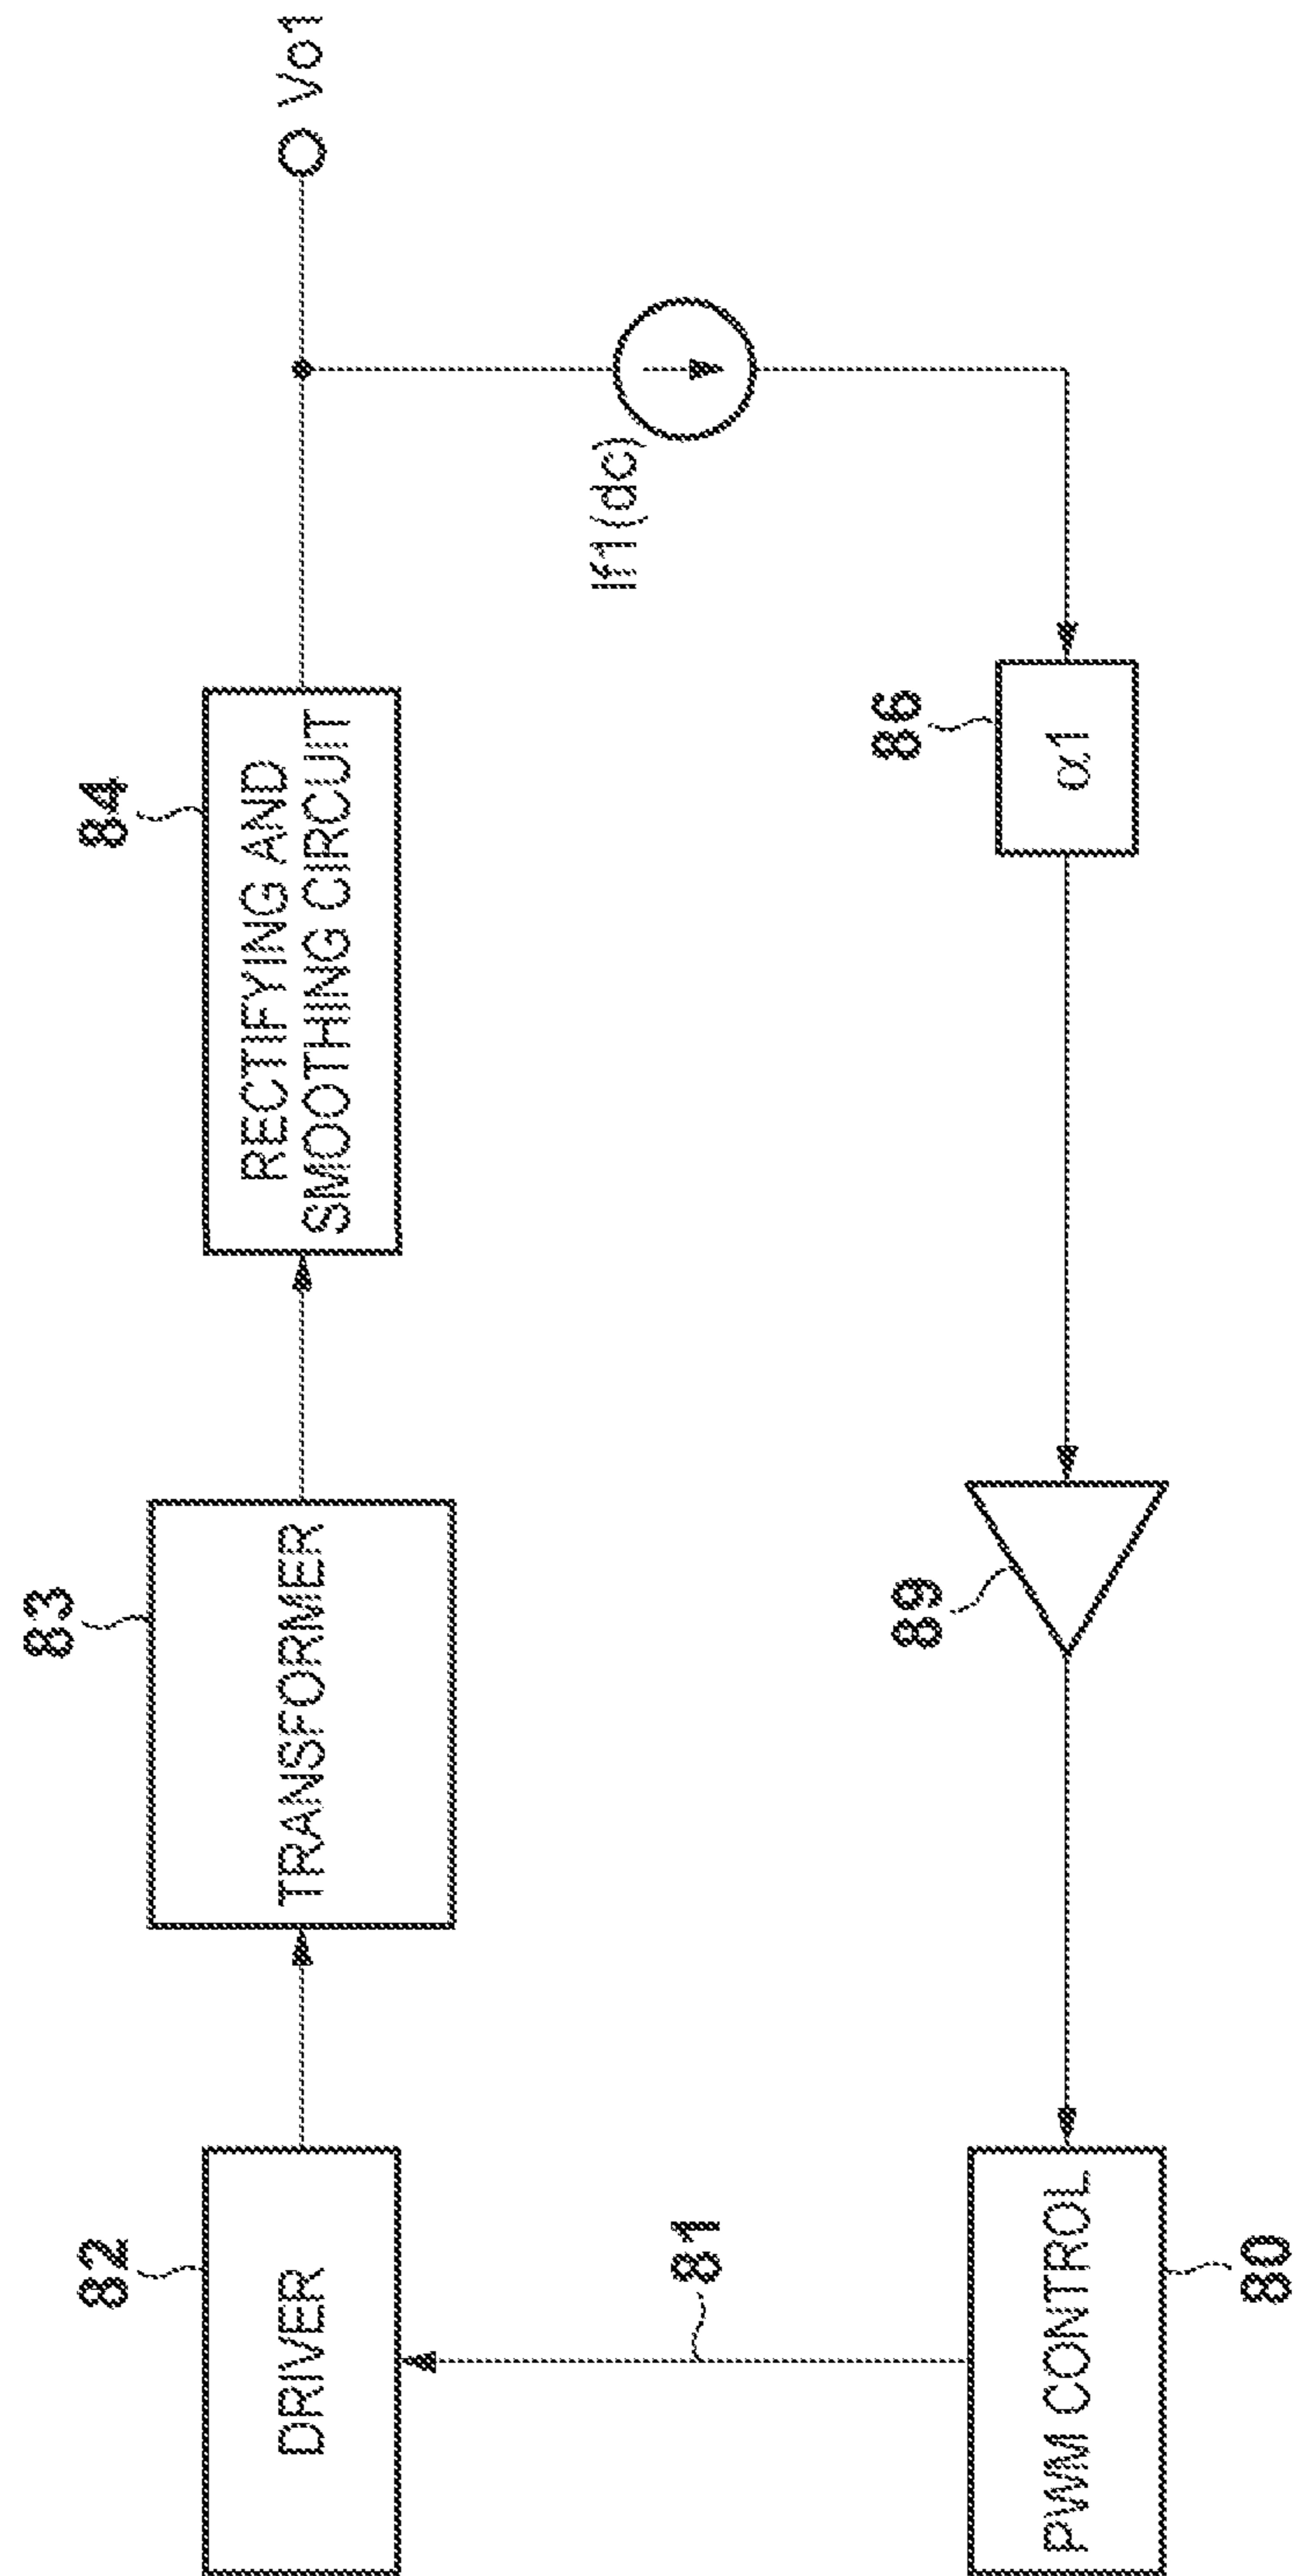 82
DRIVER
83
TRANSFORMER
84
RECTIFYING AND
SMOOTHING CIRCUIT
Vo1
81
If1(dc)
89
86
α1
PWM CONTROL
80